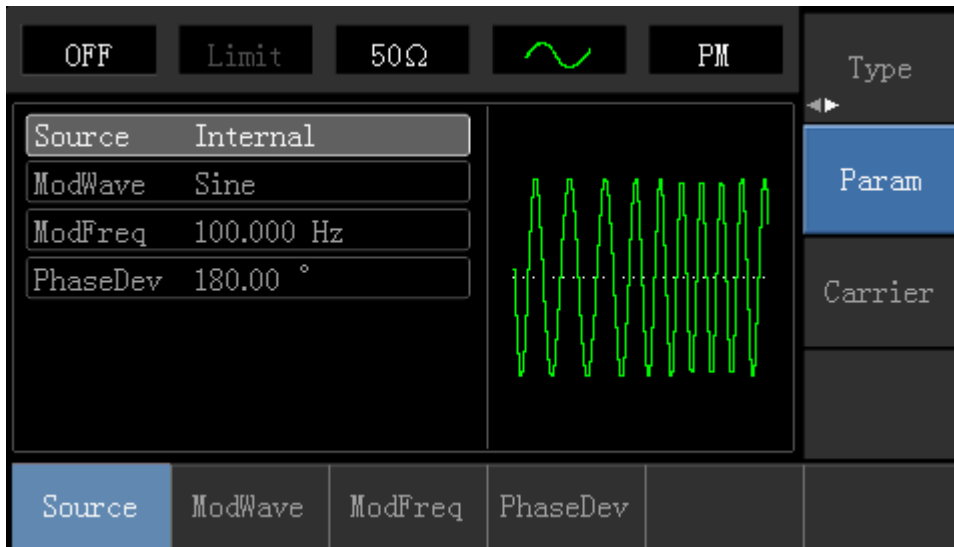 OFF Limit 50Ω PM
Type
Source Internal
ModWave Sine
ModFreq 100.000 Hz
PhaseDev 180.00 °
Param
Carrier
Source ModWave ModFreq PhaseDev